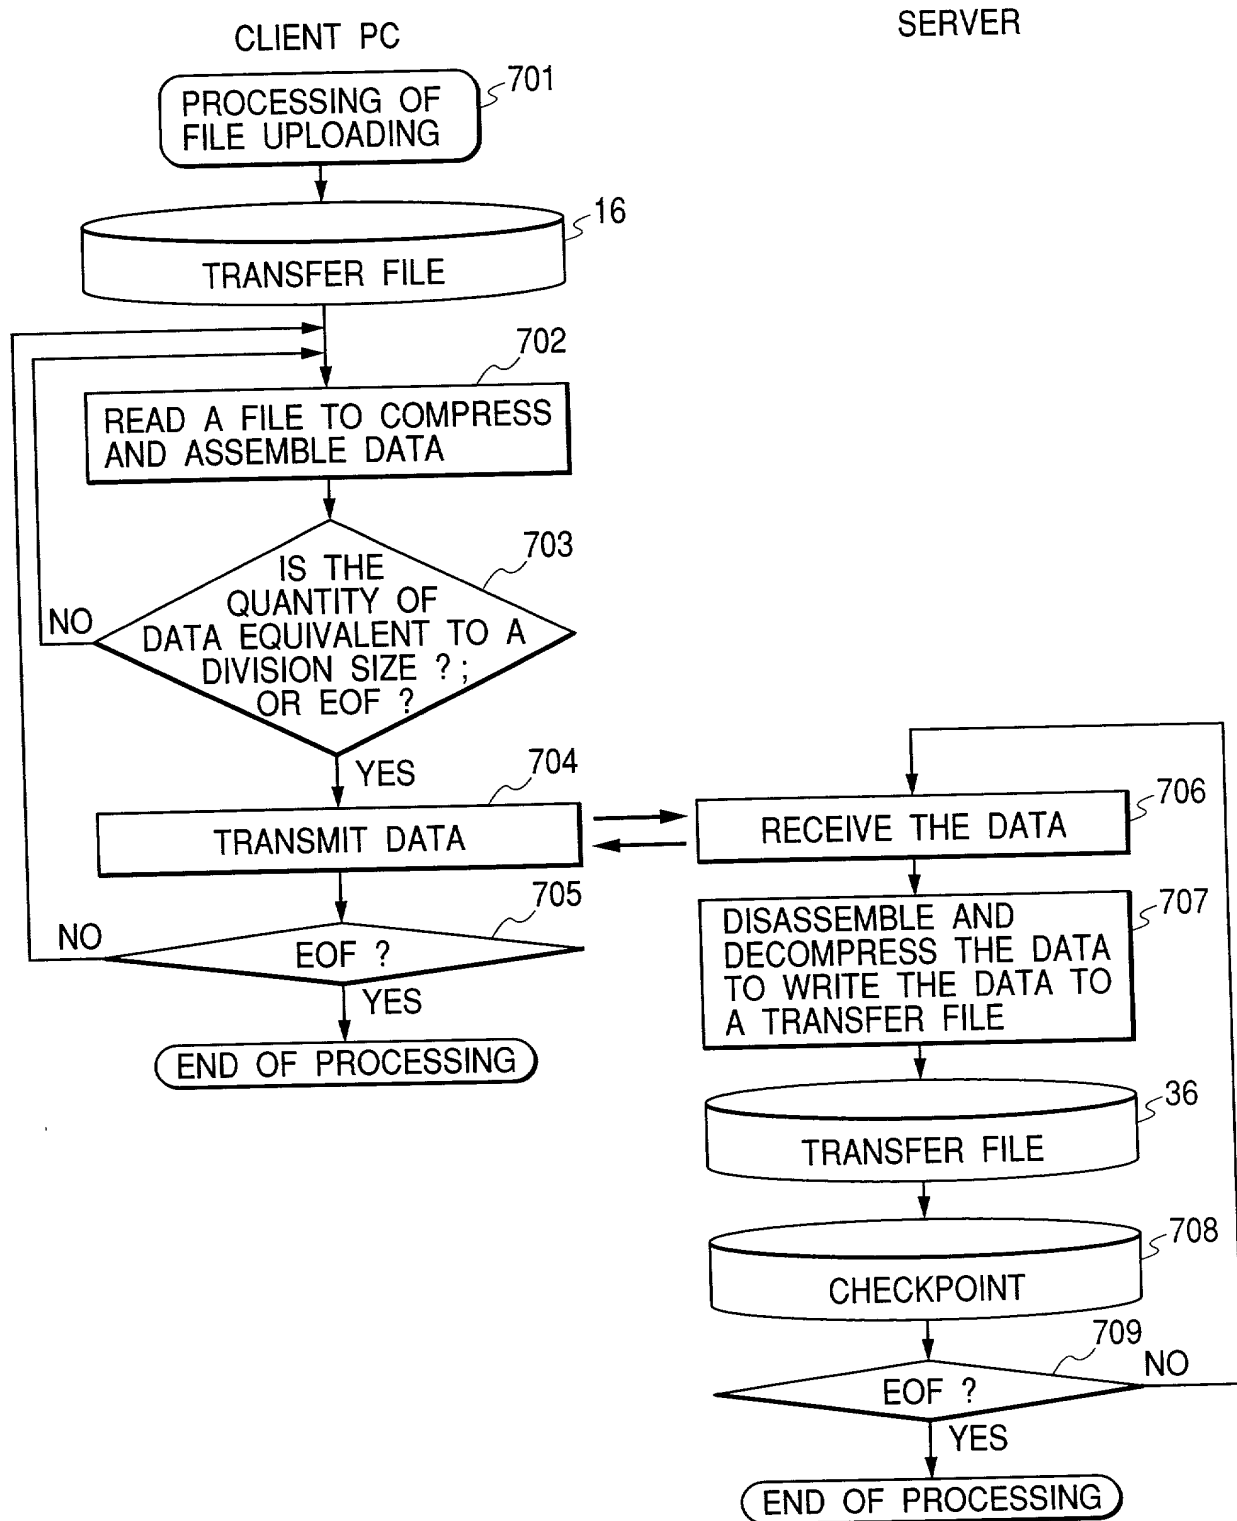 CLIENT PC
SERVER
701
PROCESSING OF
FILE UPLOADING
16
TRANSFER FILE
702
READ A FILE TO COMPRESS
AND ASSEMBLE DATA
703
IS THE
QUANTITY OF
DATA EQUIVALENT TO A
DIVISION SIZE ? ;
OR EOF ?
NO
YES
704
TRANSMIT DATA
705
EOF ?
NO
YES
END OF PROCESSING
706
RECEIVE THE DATA
707
DISASSEMBLE AND
DECOMPRESS THE DATA
TO WRITE THE DATA TO
A TRANSFER FILE
36
TRANSFER FILE
708
CHECKPOINT
709
EOF ?
NO
YES
END OF PROCESSING